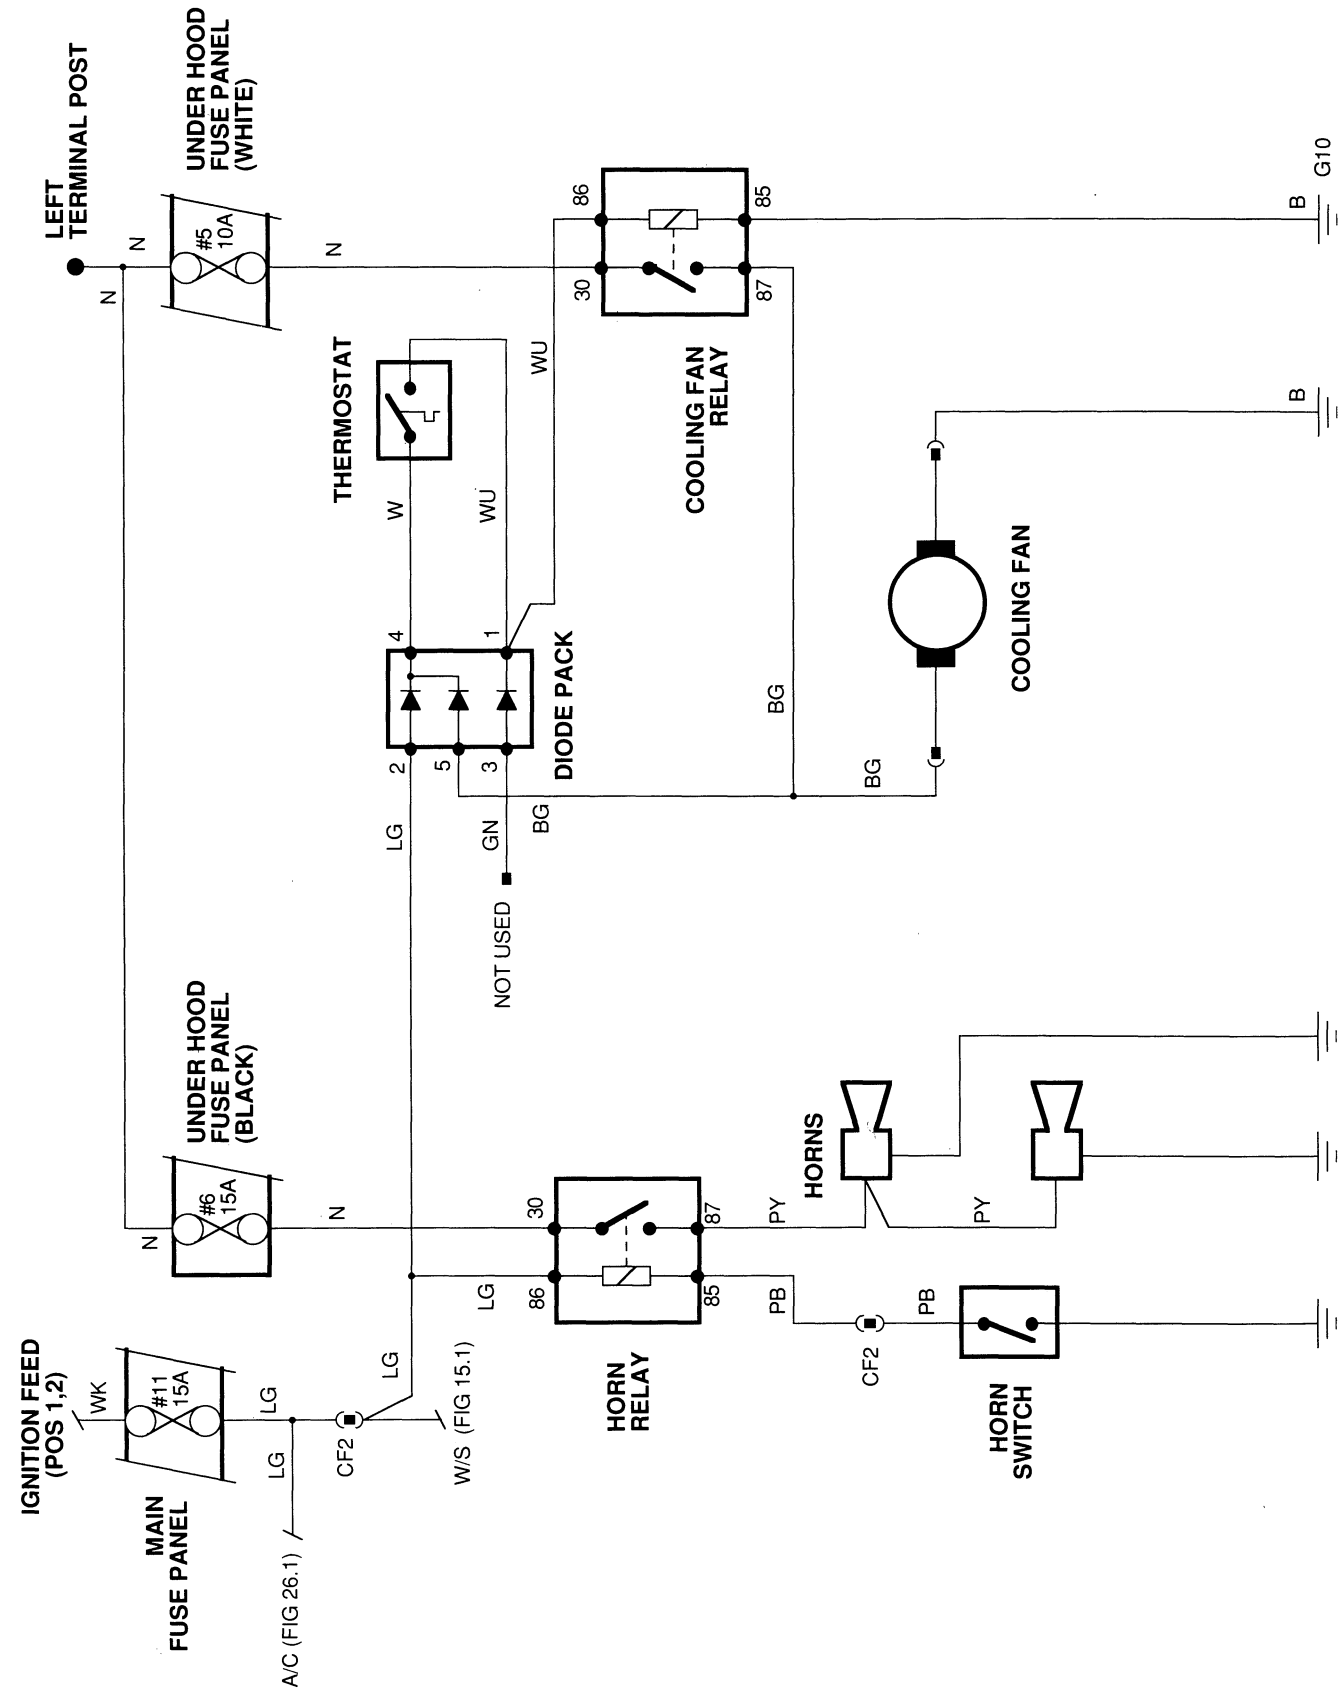 IGNITION FEED
(POS 1,2)
WK
MAIN
FUSE PANEL
#11
15A
LG
LG
A/C (FIG 26.1)
CF2
LG
W/S (FIG 15.1)
UNDER HOOD
FUSE PANEL
(BLACK)
N
#6
15A
N
LG
86
30
85
87
HORN
RELAY
PB
CF2
PB
HORN
SWITCH
PY
HORNS
PY
LEFT
TERMINAL POST
N
N
UNDER HOOD
FUSE PANEL
(WHITE)
#5
10A
N
THERMOSTAT
W
WU
WU
4
1
2
5
3
DIODE PACK
LG
GN
BG
NOT USED
30
86
87
85
COOLING FAN
RELAY
BG
BG
COOLING FAN
B
B
G10